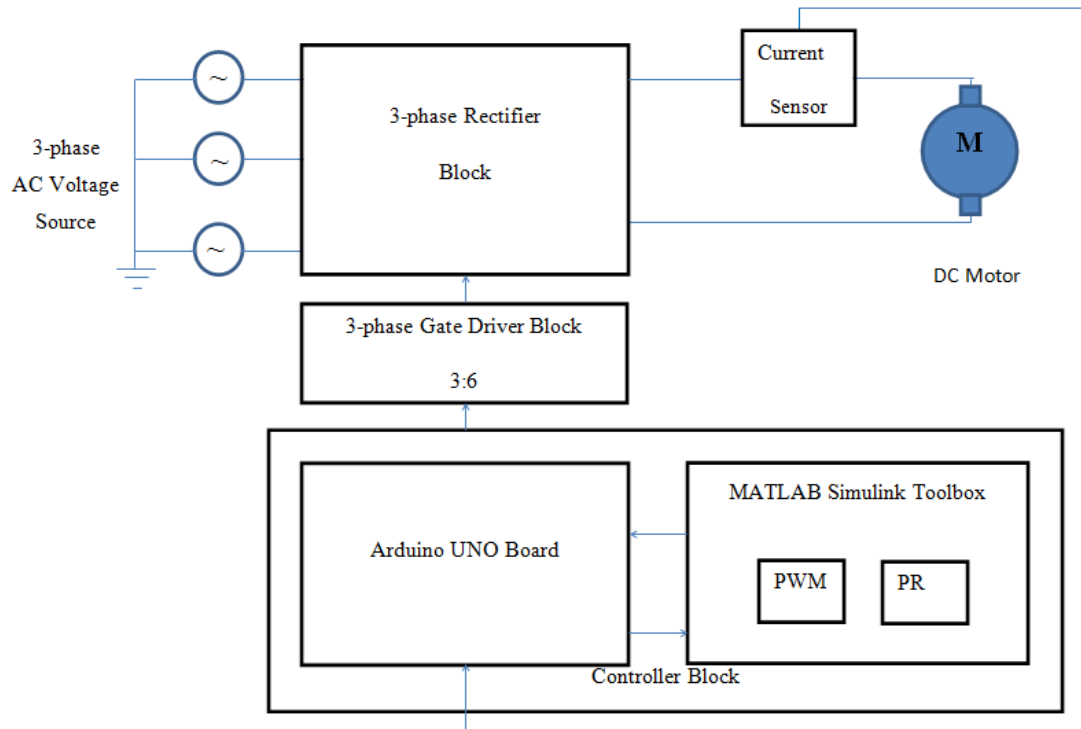 Current
Sensor
~
3-phase Rectifier
Block
3-phase
AC Voltage
Source
~
~
M
DC Motor
3-phase Gate Driver Block
3:6
MATLAB Simulink Toolbox
Arduino UNO Board
PWM
PR
Controller Block